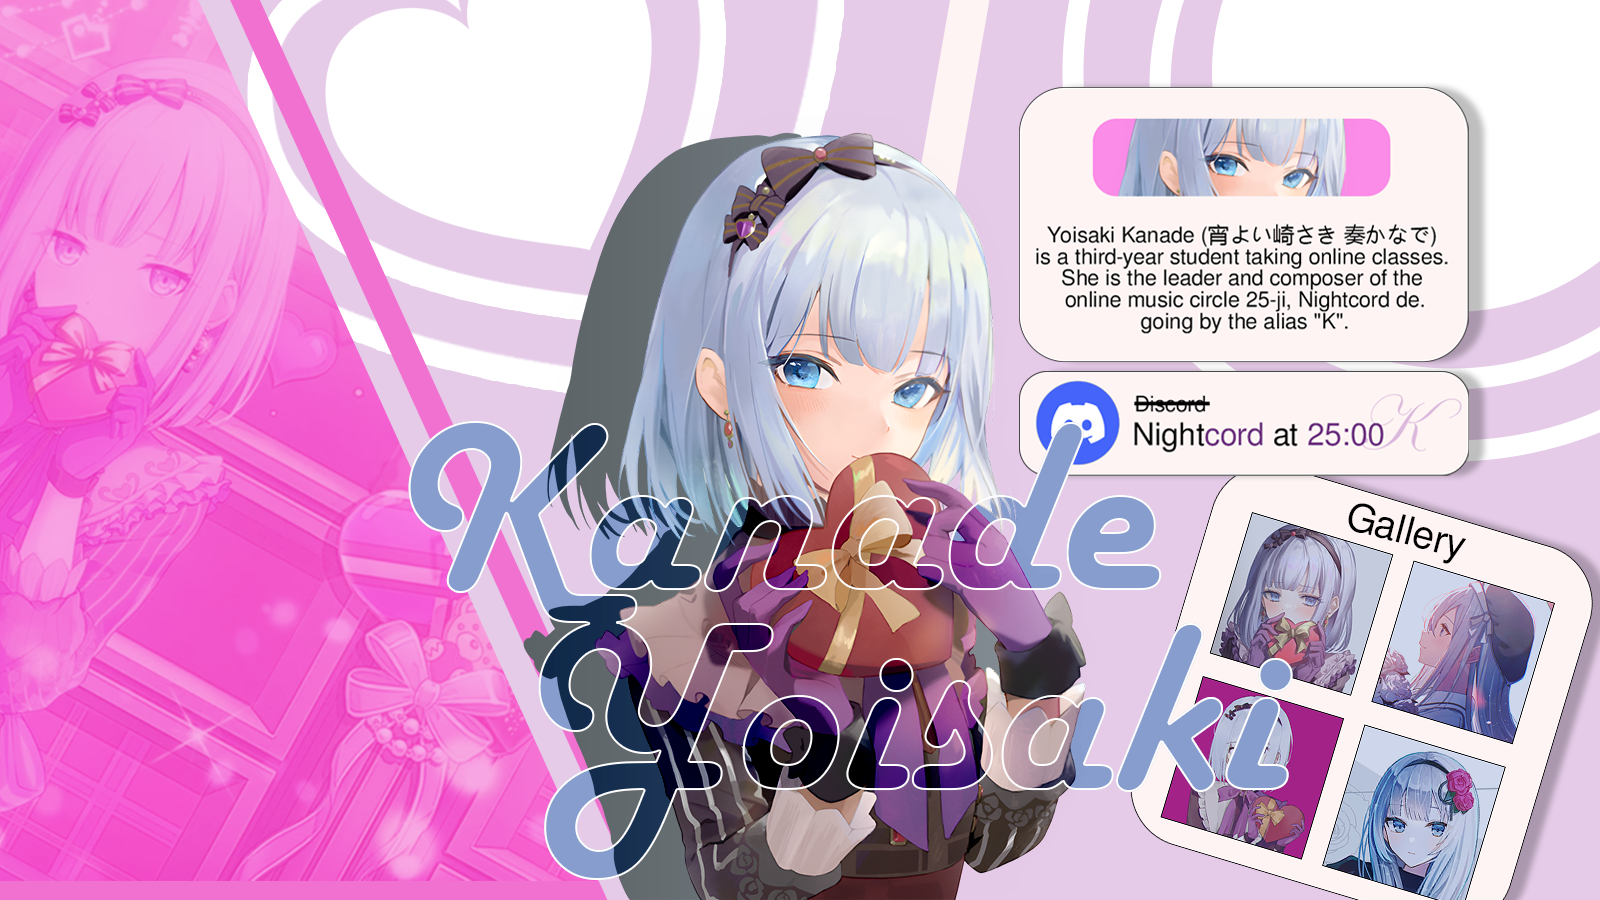 Yoisaki Kanade (宵よい崎さき 奏かなで)
is a third-year student taking online classes.
She is the leader and composer of the
online music circle 25-ji, Nightcord de.
going by the alias "K".
Discord
Nightcord at 25:00
K
Gallery
Kanade
Yoisaki